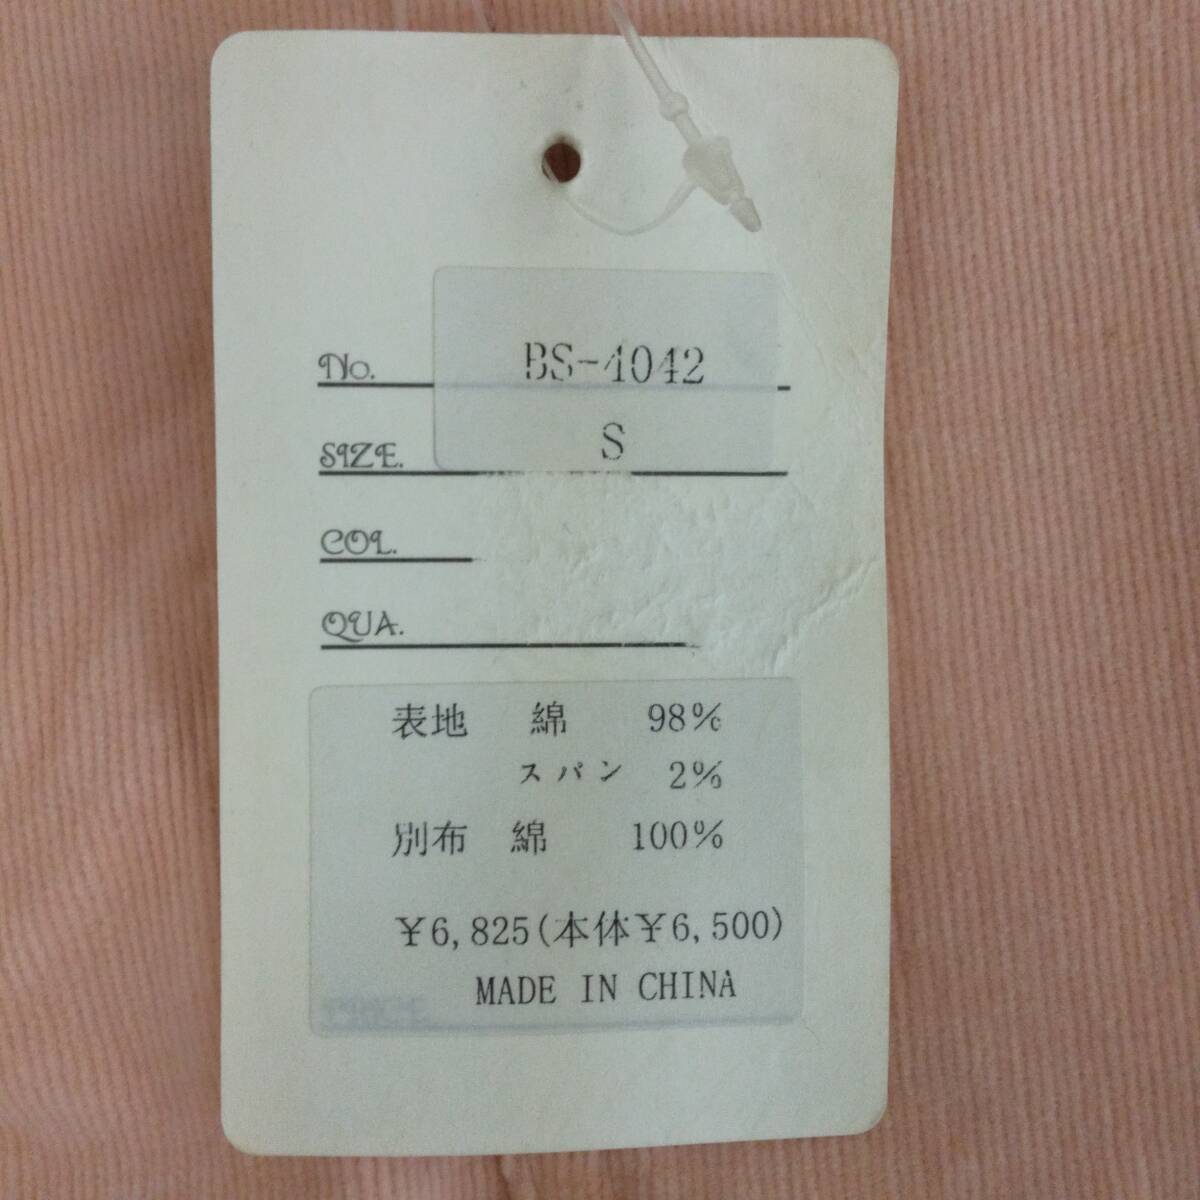 No. BS-4042
SIZE. S
COL.
QUA.
表地 綿 98%
スパン 2%
別布 綿 100%
¥6,825(本体¥6,500)
MADE IN CHINA
PRICE